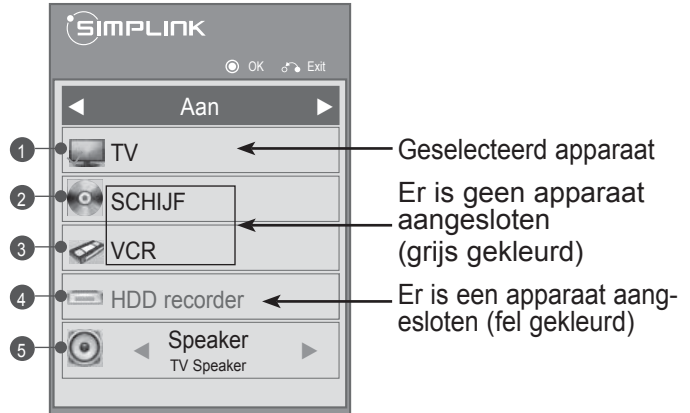 SIMPLINK
OK Exit
Aan
1 TV
Geselecteerd apparaat
2 SCHIJF
3 VCR
Er is geen apparaat
aangesloten
(grijs gekleurd)
4 HDD recorder
Er is een apparaat aang-
esloten (fel gekleurd)
5 Speaker
TV Speaker